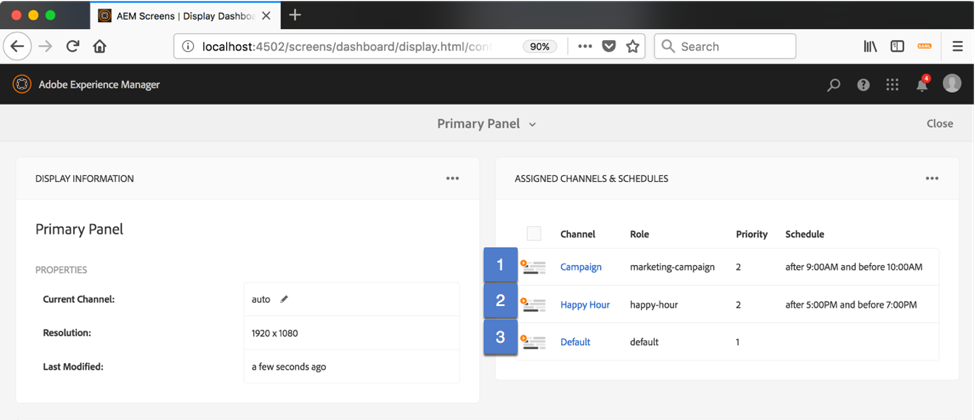 AEM Screens | Display Dashboa
localhost:4502/screens/dashboard/display.html/con
90%
Search
Adobe Experience Manager
4
Primary Panel
Close
DISPLAY INFORMATION
Primary Panel
PROPERTIES
Current Channel: auto
Resolution: 1920 x 1080
Last Modified: a few seconds ago
ASSIGNED CHANNELS & SCHEDULES
Channel Role Priority Schedule
1 Campaign marketing-campaign 2 after 9:00AM and before 10:00AM
2 Happy Hour happy-hour 2 after 5:00PM and before 7:00PM
3 Default default 1